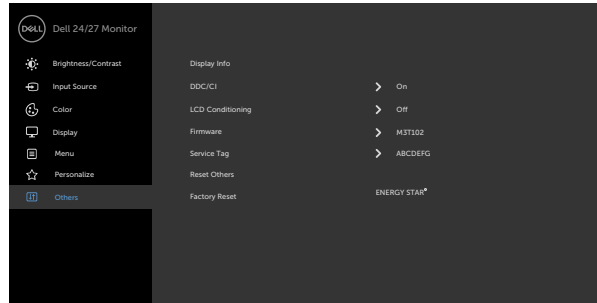 DELL Dell 24/27 Monitor
Brightness/Contrast
Input Source
Color
Display
Menu
Personalize
Others
Display Info
DDC/CI > On
LCD Conditioning > Off
Firmware > M3T102
Service Tag > ABCDEFG
Reset Others
Factory Reset ENERGY STAR®